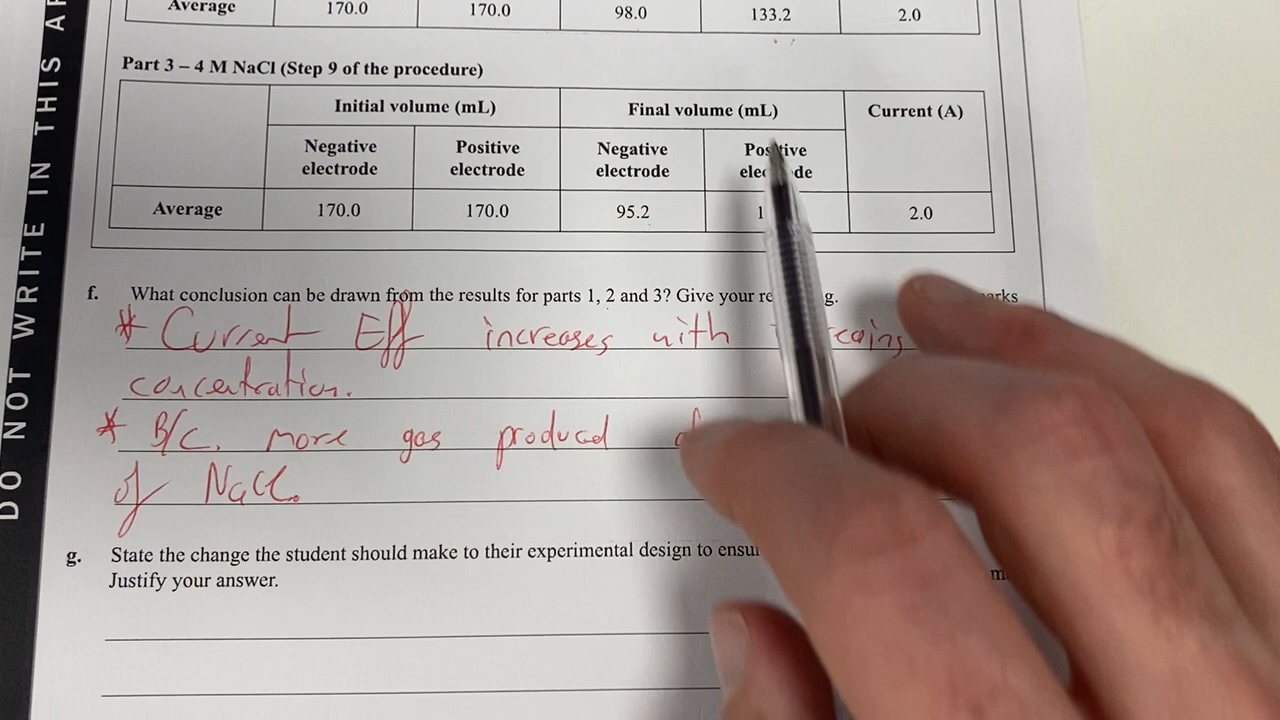 DO NOT WRITE IN THIS
Average 170.0 170.0 98.0 133.2 2.0
Part 3 – 4 M NaCl (Step 9 of the procedure)
Initial volume (mL) Final volume (mL) Current (A)
Negative electrode Positive electrode Negative electrode
Average 170.0 170.0 95.2 2.0
f. What conclusion can be drawn from the results for parts 1, 2 and 3? Give your
* Current Eff increases with
concentration.
* B/C. more gas produced
of NaCl.
g. State the change the student should make to their experimental design to
Justify your answer.